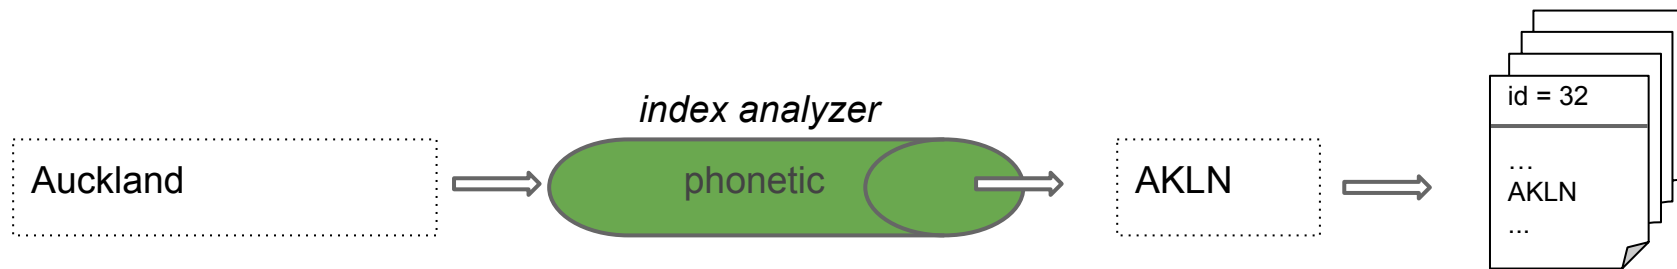 index analyzer
Auckland
phonetic
AKLN
id = 32
...
AKLN
...